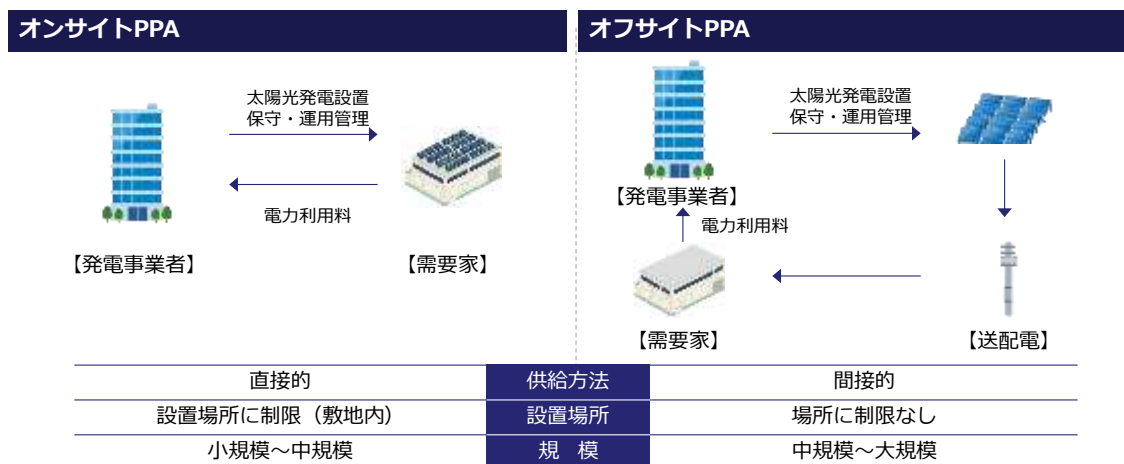 オンサイトPPA
太陽光発電設置
保守・運用管理
電力利用料
【発電事業者】
【需要家】
オフサイトPPA
太陽光発電設置
保守・運用管理
【発電事業者】
電力利用料
【需要家】
【送配電】
直接的 供給方法 間接的
設置場所に制限（敷地内） 設置場所 場所に制限なし
小規模～中規模 規　模 中規模～大規模